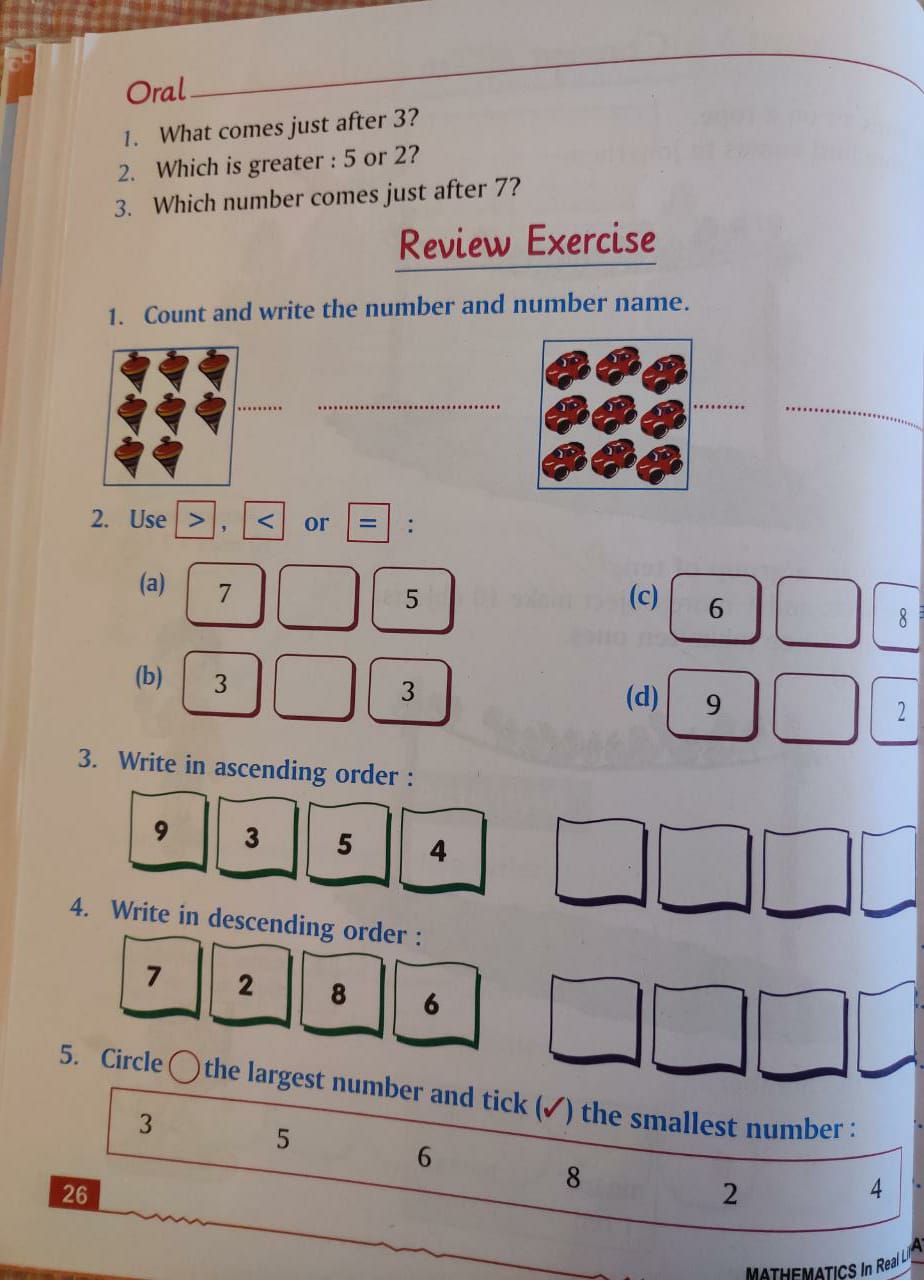 Oral
1. What comes just after 3?
2. Which is greater : 5 or 2?
3. Which number comes just after 7?
Review Exercise
1. Count and write the number and number name.
2. Use > , < or = :
(a) 7 5 (c) 6 8
(b) 3 3 (d) 9 2
3. Write in ascending order :
9 3 5 4
4. Write in descending order :
7 2 8 6
5. Circle the largest number and tick (✓) the smallest number :
3 5 6 8 2 4
26
MATHEMATICS In Real